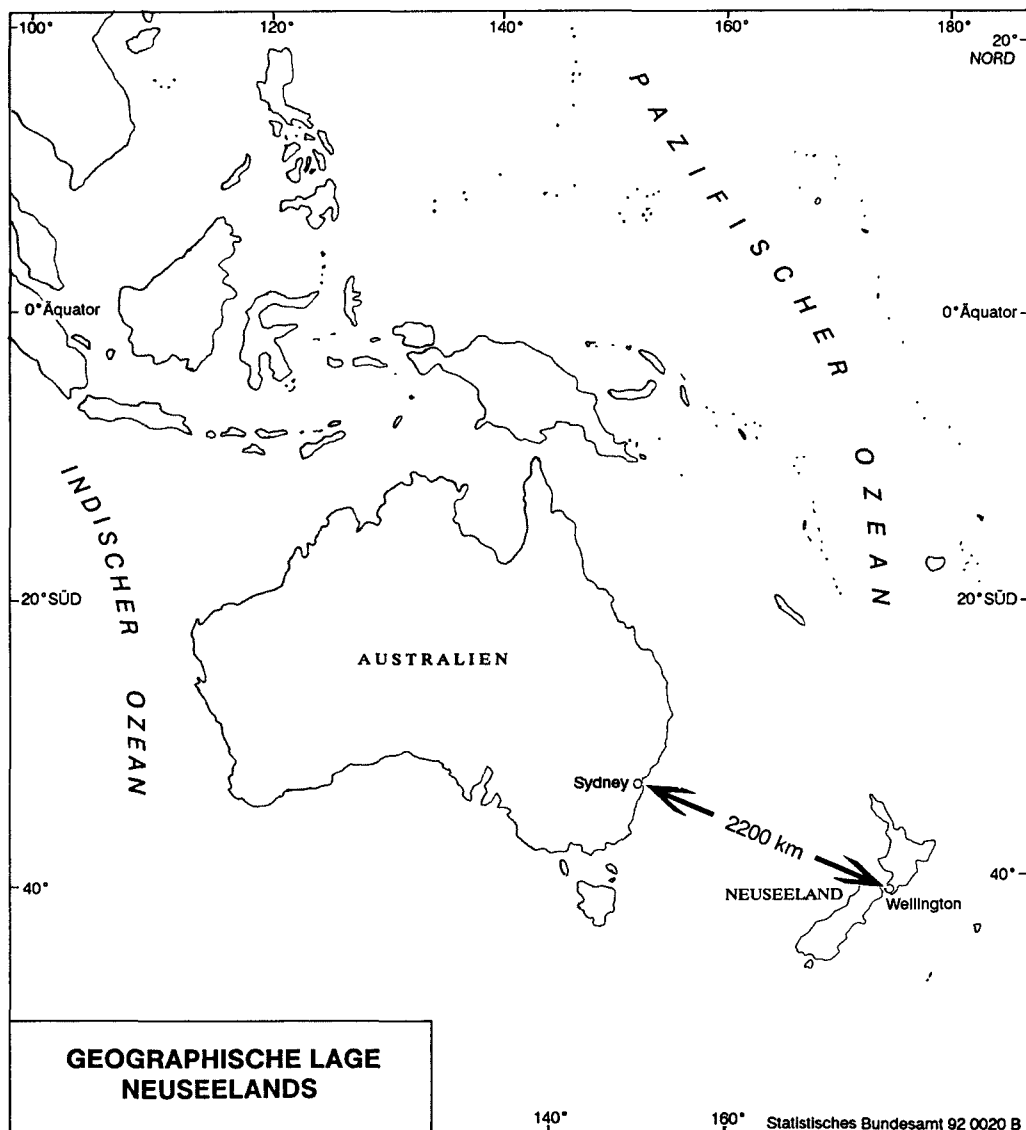 100° 120° 140° 160° 180°
20°
NORD
PAZIFISCHER OZEAN
0° Äquator 0° Äquator
INDISCHER OZEAN
20° SÜD 20° SÜD
AUSTRALIEN
Sydney
2200 km
40° 40°
NEUSEELAND
Wellington
GEOGRAPHISCHE LAGE
NEUSEELANDS
140° 160° Statistisches Bundesamt 92 0020 B